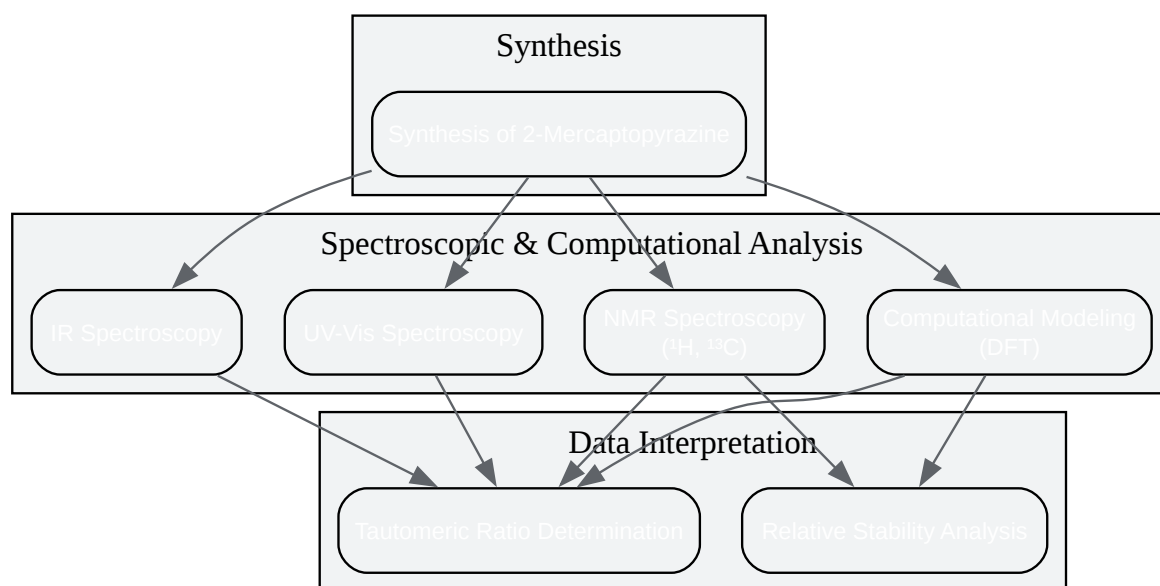 Synthesis
Synthesis of 2-Mercaptopyrazine
Spectroscopic & Computational Analysis
IR Spectroscopy
UV-Vis Spectroscopy
NMR Spectroscopy
(¹H, ¹³C)
Computational Modeling
(DFT)
Data Interpretation
Tautomeric Ratio Determination
Relative Stability Analysis